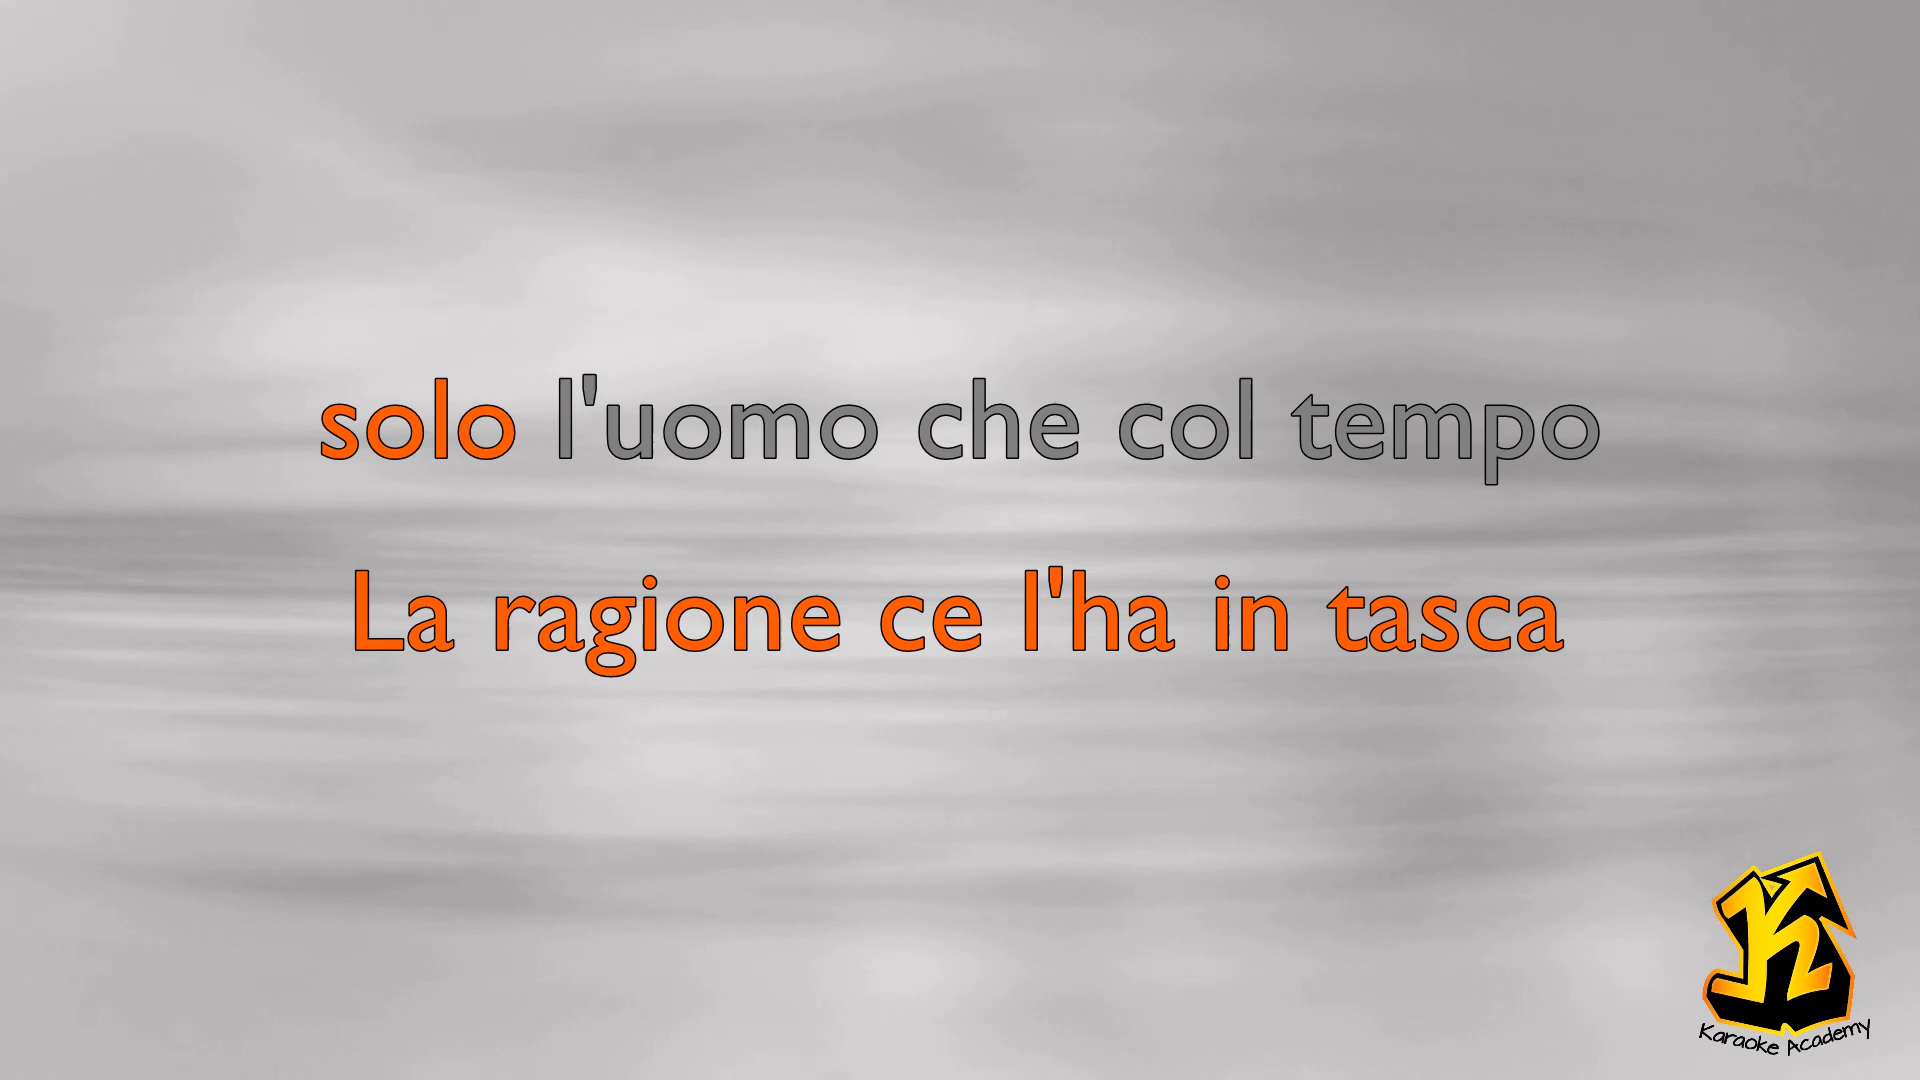 solo l'uomo che col tempo
La ragione ce l'ha in tasca
Karaoke Academy